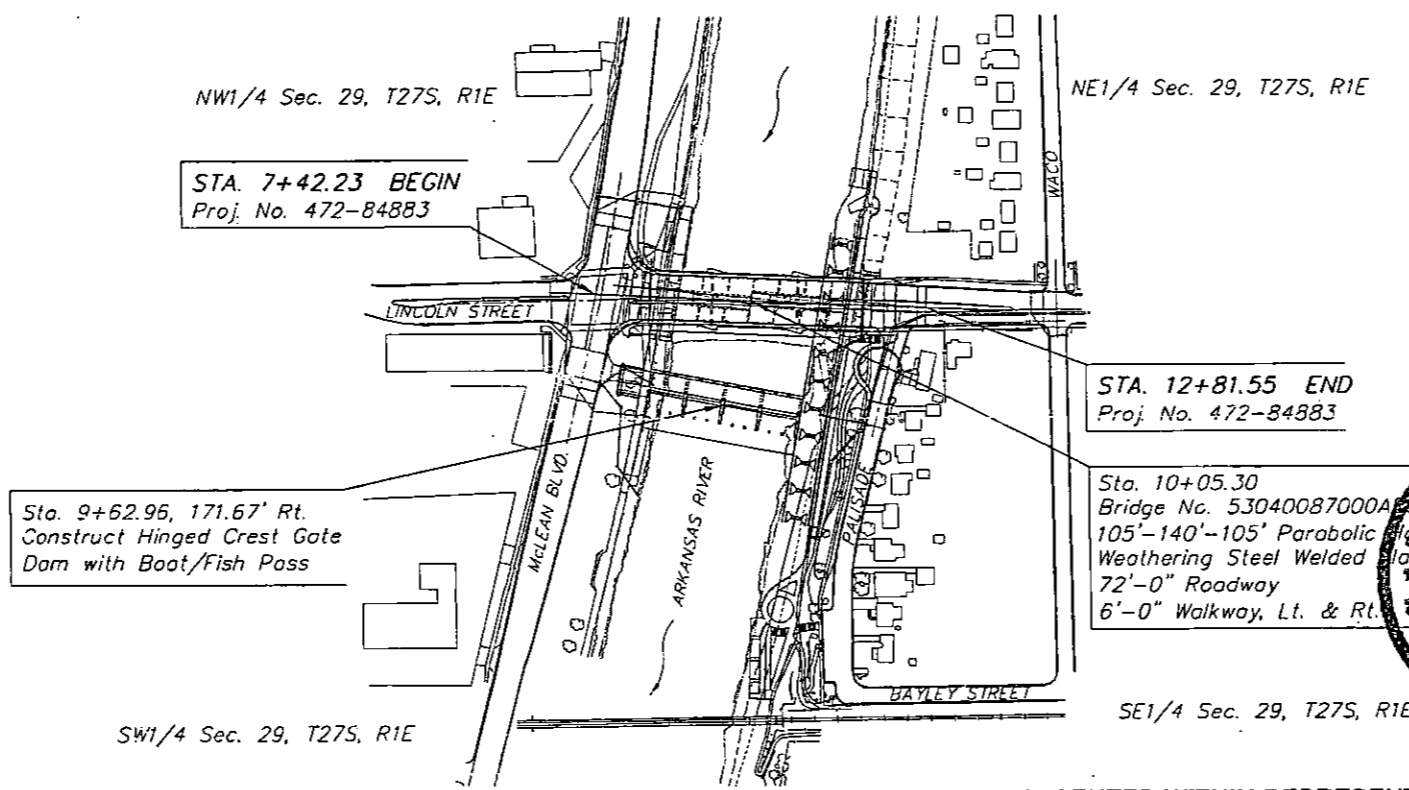 NW1/4 Sec. 29, T27S, R1E
NE1/4 Sec. 29, T27S, R1E
STA. 7+42.23 BEGIN
Proj. No. 472-84883
WACO
LINCOLN STREET
STA. 12+81.55 END
Proj. No. 472-84883
Sta. 9+62.96, 171.67' Rt.
Construct Hinged Crest Gate
Dam with Boat/Fish Pass
McLEAN BLVD.
ARKANSAS RIVER
PALISADE
Sta. 10+05.30
Bridge No. 53040087000A
105'-140'-105' Parabolic
Weathering Steel Welded
72'-0" Roadway
6'-0" Walkway, Lt. & Rt.
BAYLEY STREET
SW1/4 Sec. 29, T27S, R1E
SE1/4 Sec. 29, T27S, R1E